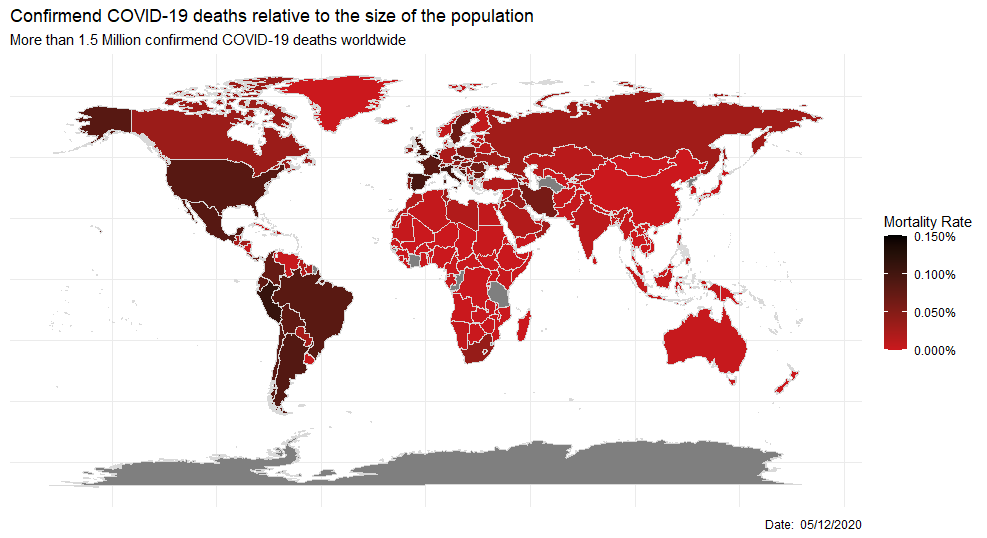 Confirmend COVID-19 deaths relative to the size of the population
More than 1.5 Million confirmend COVID-19 deaths worldwide
Mortality Rate
0.150%
0.100%
0.050%
0.000%
Date: 05/12/2020